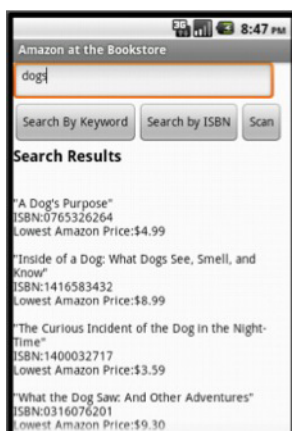 3G 8:47 PM
Amazon at the Bookstore
dogs
Search By Keyword Search by ISBN Scan
Search Results
"A Dog's Purpose"
ISBN:0765326264
Lowest Amazon Price:$4.99
"Inside of a Dog: What Dogs See, Smell, and
Know"
ISBN:1416583432
Lowest Amazon Price:$8.99
"The Curious Incident of the Dog in the Night-
Time"
ISBN:1400032717
Lowest Amazon Price:$3.59
"What the Dog Saw: And Other Adventures"
ISBN:0316076201
Lowest Amazon Price:$9.30